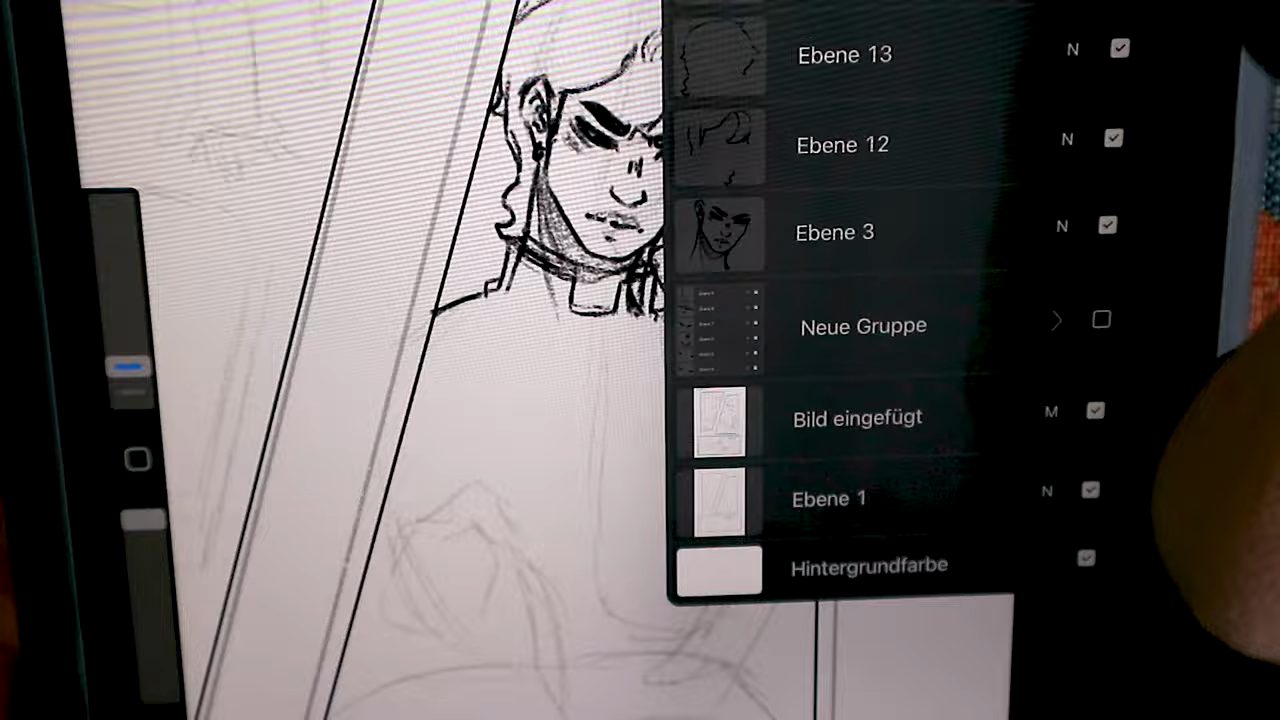 Ebene 13 N
Ebene 12 N
Ebene 3 N
Neue Gruppe
Bild eingefügt M
Ebene 1 N
Hintergrundfarbe